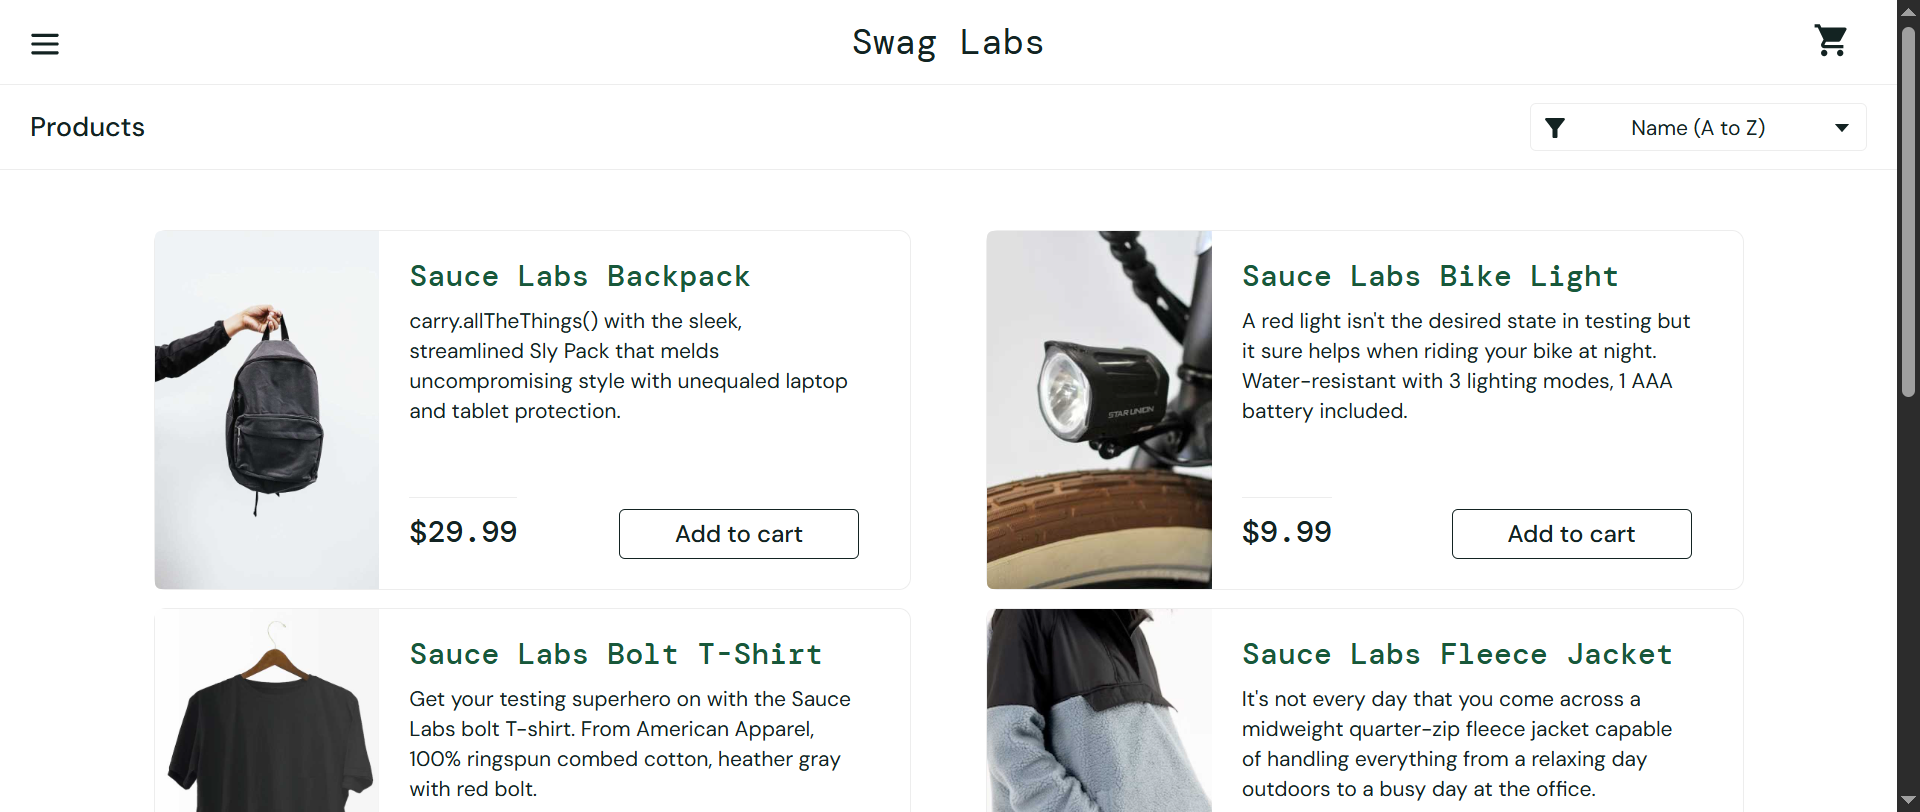 Swag Labs
Products
Name (A to Z)
Sauce Labs Backpack
carry.allTheThings() with the sleek,
streamlined Sly Pack that melds
uncompromising style with unequaled laptop
and tablet protection.
$29.99
Add to cart
Sauce Labs Bike Light
A red light isn't the desired state in testing but
it sure helps when riding your bike at night.
Water-resistant with 3 lighting modes, 1 AAA
battery included.
STAR UNION
$9.99
Add to cart
Sauce Labs Bolt T-Shirt
Get your testing superhero on with the Sauce
Labs bolt T-shirt. From American Apparel,
100% ringspun combed cotton, heather gray
with red bolt.
Sauce Labs Fleece Jacket
It's not every day that you come across a
midweight quarter-zip fleece jacket capable
of handling everything from a relaxing day
outdoors to a busy day at the office.